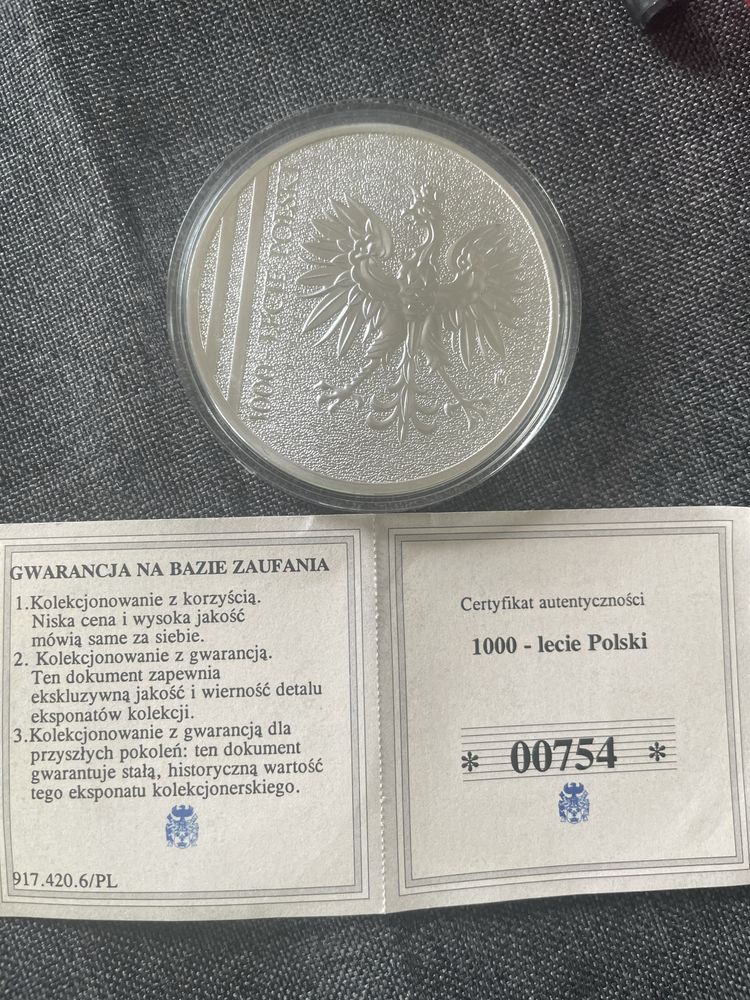 1000 - LECIE POLSKI
GWARANCJA NA BAZIE ZAUFANIA
1.Kolekcjonowanie z korzyścią.
Niska cena i wysoka jakość
mówią same za siebie.
2. Kolekcjonowanie z gwarancją.
Ten dokument zapewnia
ekskluzywną jakość i wierność detalu
eksponatów kolekcji.
3.Kolekcjonowanie z gwarancją dla
przyszłych pokoleń: ten dokument
gwarantuje stałą, historyczną wartość
tego eksponatu kolekcjonerskiego.
917.420.6/PL
Certyfikat autentyczności
1000 - lecie Polski
* 00754 *